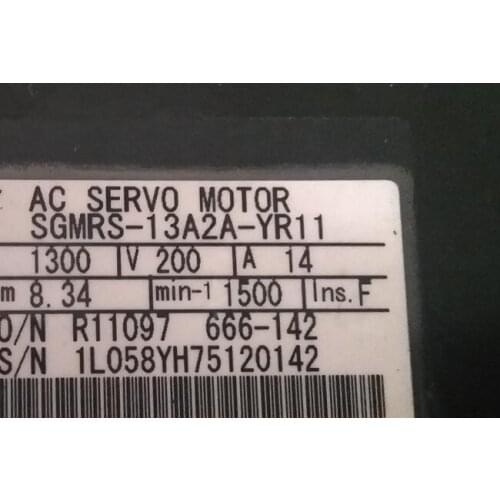 AC SERVO MOTOR
SGMRS-13A2A-YR11
1300 V 200 A 14
m 8.34 min-1 1500 Ins.F
O/N R11097 666-142
S/N 1L058YH75120142